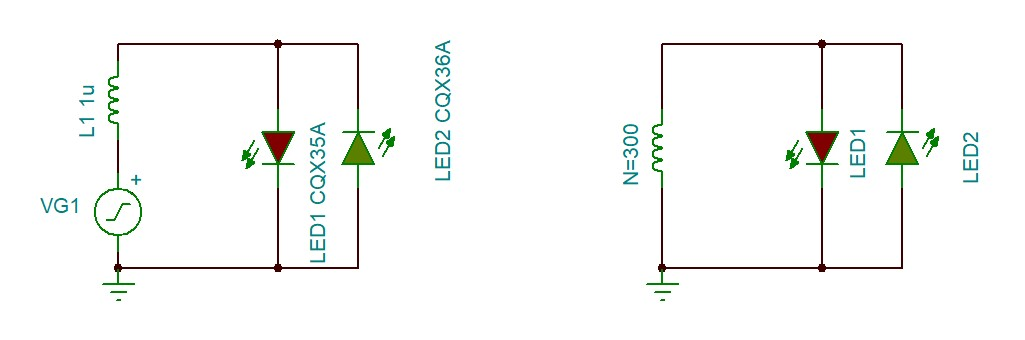 L1 1u
+
VG1
LED1 CQX35A
LED2 CQX36A
N=300
LED1
LED2